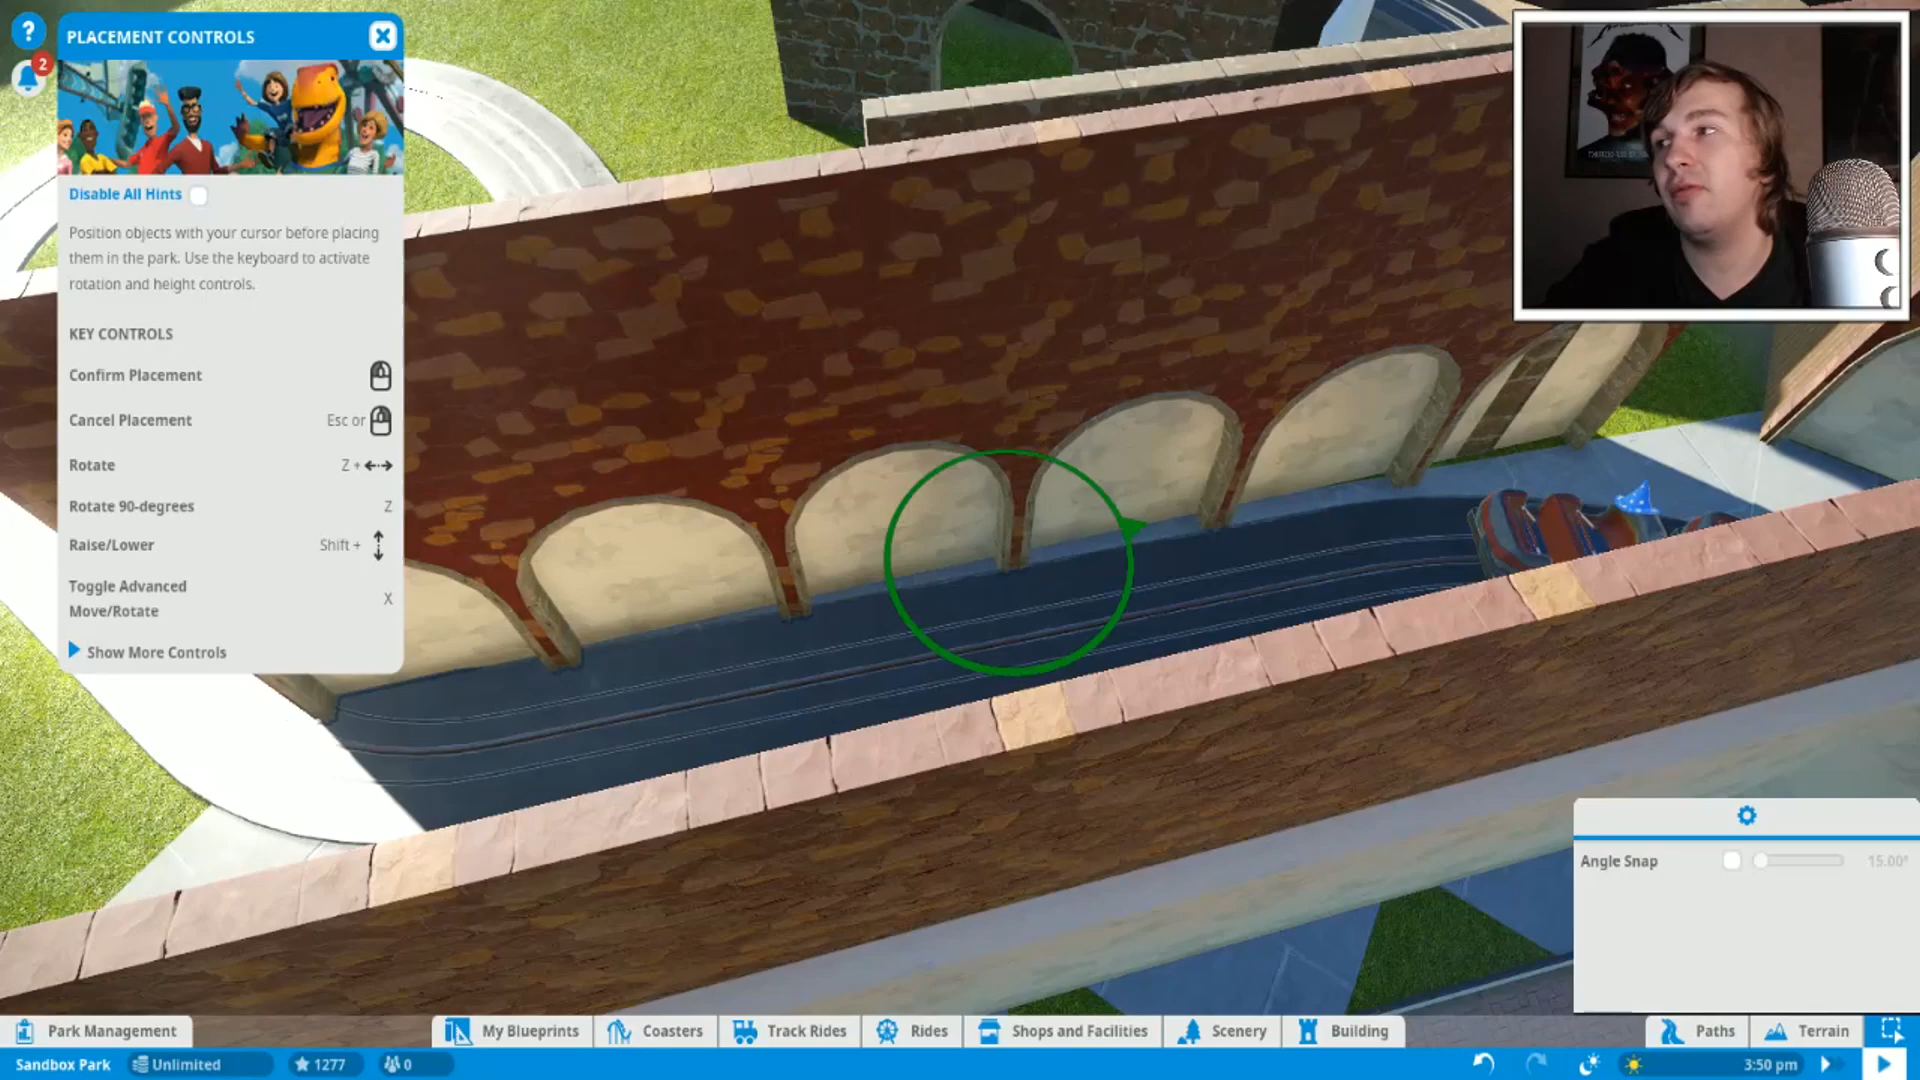 ?
2
PLACEMENT CONTROLS
Disable All Hints
Position objects with your cursor before placing
them in the park. Use the keyboard to activate
rotation and height controls.
KEY CONTROLS
Confirm Placement
Cancel Placement Esc or
Rotate Z +
Rotate 90-degrees Z
Raise/Lower Shift +
Toggle Advanced
Move/Rotate X
Show More Controls
Angle Snap 15.00°
Park Management
My Blueprints
Coasters
Track Rides
Rides
Shops and Facilities
Scenery
Building
Paths
Terrain
Sandbox Park
Unlimited
1277
0
3:50 pm